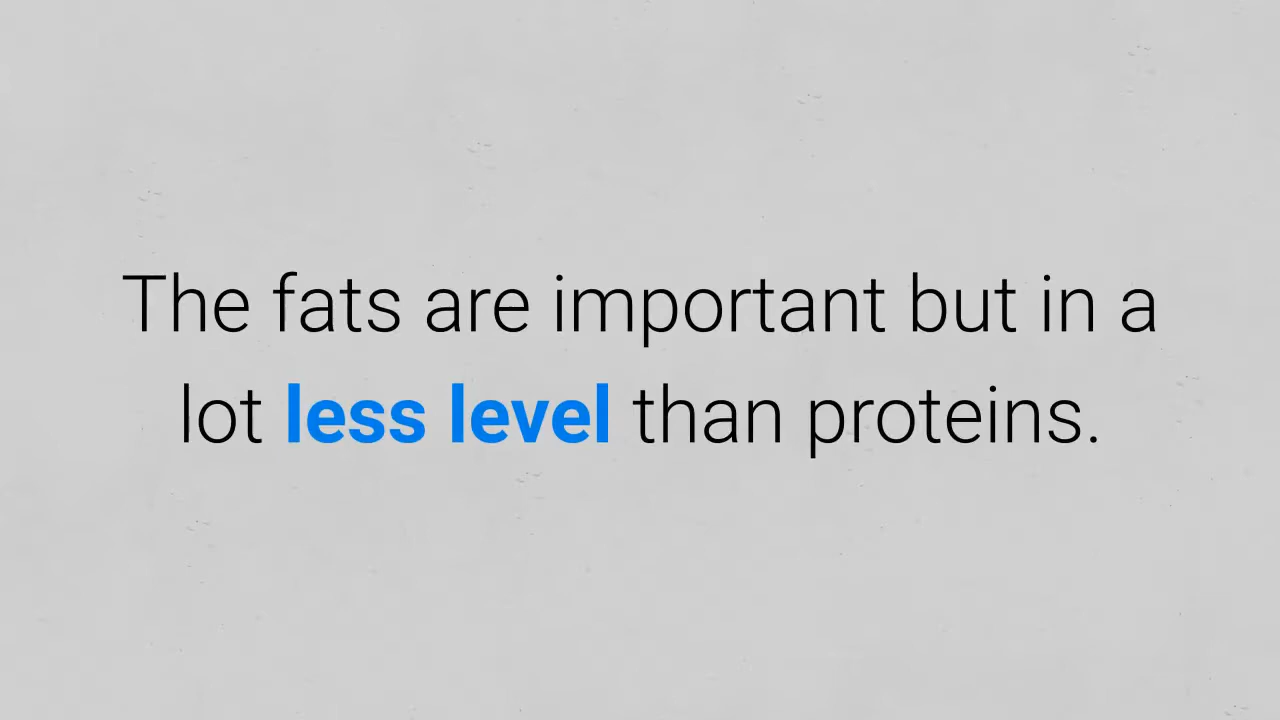 The fats are important but in a
lot less level than proteins.